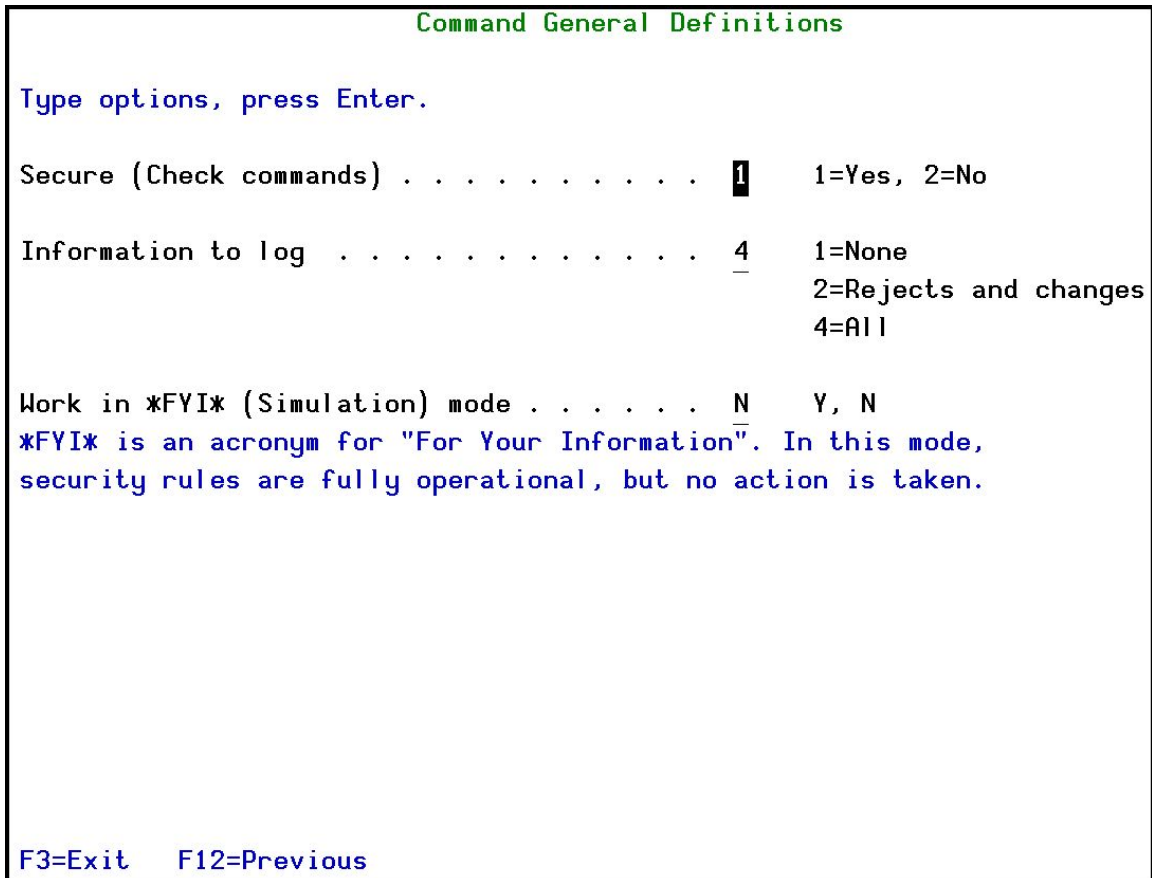 Command General Definitions
Type options, press Enter.
Secure (Check commands) . . . . . . . . . . 1 1=Yes, 2=No
Information to log . . . . . . . . . . . . 4 1=None
2=Rejects and changes
4=All
Work in *FYI* (Simulation) mode . . . . . . N Y, N
*FYI* is an acronym for "For Your Information". In this mode,
security rules are fully operational, but no action is taken.
F3=Exit F12=Previous